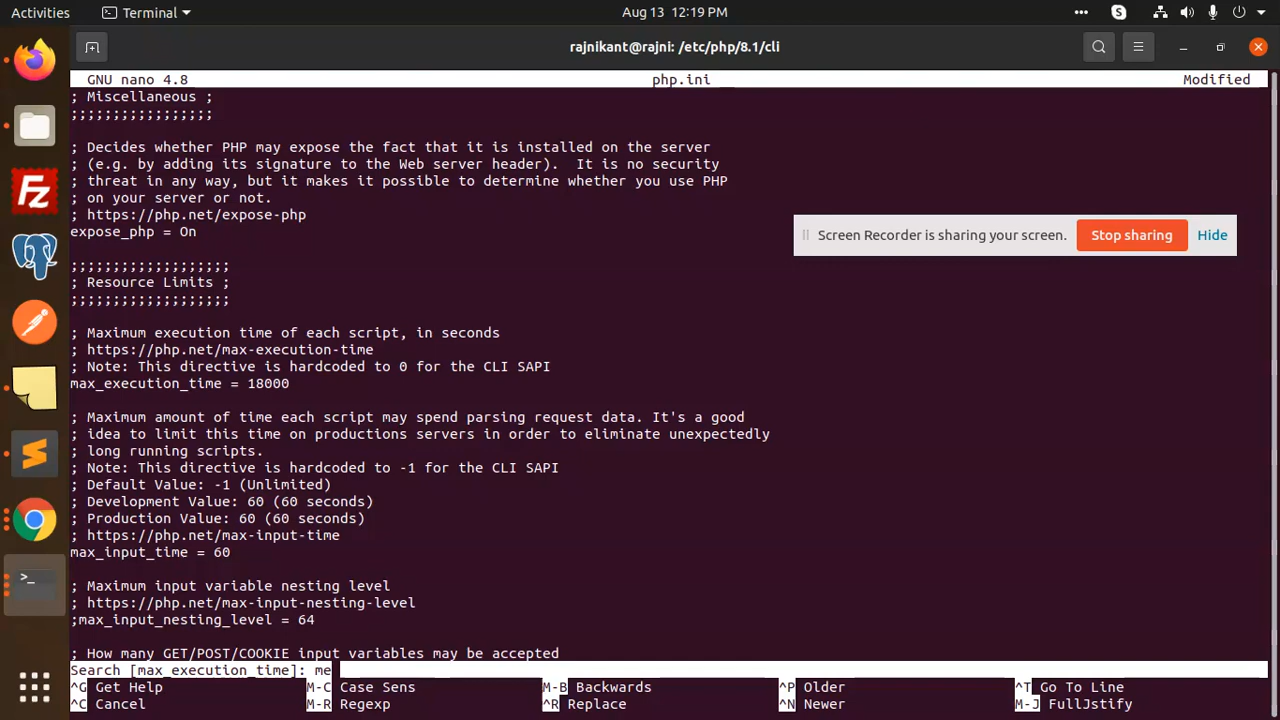 Activities
Terminal
Aug 13 12:19 PM
rajnikant@rajni: /etc/php/8.1/cli
GNU nano 4.8 php.ini Modified
; Miscellaneous ;
;;;;;;;;;;;;;;;;;
; Decides whether PHP may expose the fact that it is installed on the server
; (e.g. by adding its signature to the Web server header).  It is no security
; threat in any way, but it makes it possible to determine whether you use PHP
; on your server or not.
; https://php.net/expose-php
expose_php = On
Screen Recorder is sharing your screen. Stop sharing Hide
;;;;;;;;;;;;;;;;;;;
; Resource Limits ;
;;;;;;;;;;;;;;;;;;;
; Maximum execution time of each script, in seconds
; https://php.net/max-execution-time
; Note: This directive is hardcoded to 0 for the CLI SAPI
max_execution_time = 18000
; Maximum amount of time each script may spend parsing request data. It's a good
; idea to limit this time on productions servers in order to eliminate unexpectedly
; long running scripts.
; Note: This directive is hardcoded to -1 for the CLI SAPI
; Default Value: -1 (Unlimited)
; Development Value: 60 (60 seconds)
; Production Value: 60 (60 seconds)
; https://php.net/max-input-time
max_input_time = 60
; Maximum input variable nesting level
; https://php.net/max-input-nesting-level
;max_input_nesting_level = 64
; How many GET/POST/COOKIE input variables may be accepted
Search [max_execution_time]: me
^G Get Help M-C Case Sens M-B Backwards ^P Older ^T Go To Line
^C Cancel M-R Regexp ^R Replace ^N Newer M-J FullJstify